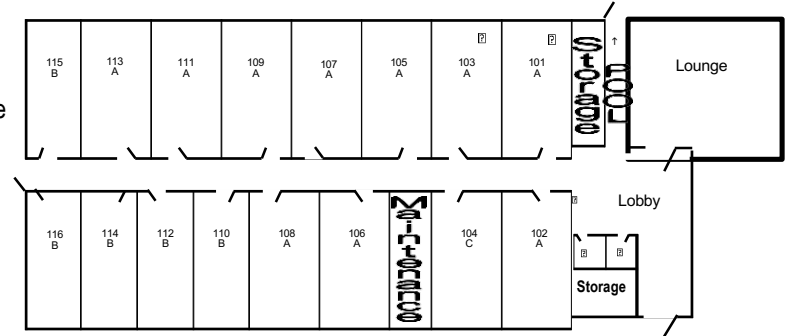 115
B
113
A
111
A
109
A
107
A
105
A
103
A
101
A
Storage
↑
POOL
Lounge
e
116
B
114
B
112
B
110
B
108
A
106
A
Maintenance
104
C
102
A
Lobby
Storage